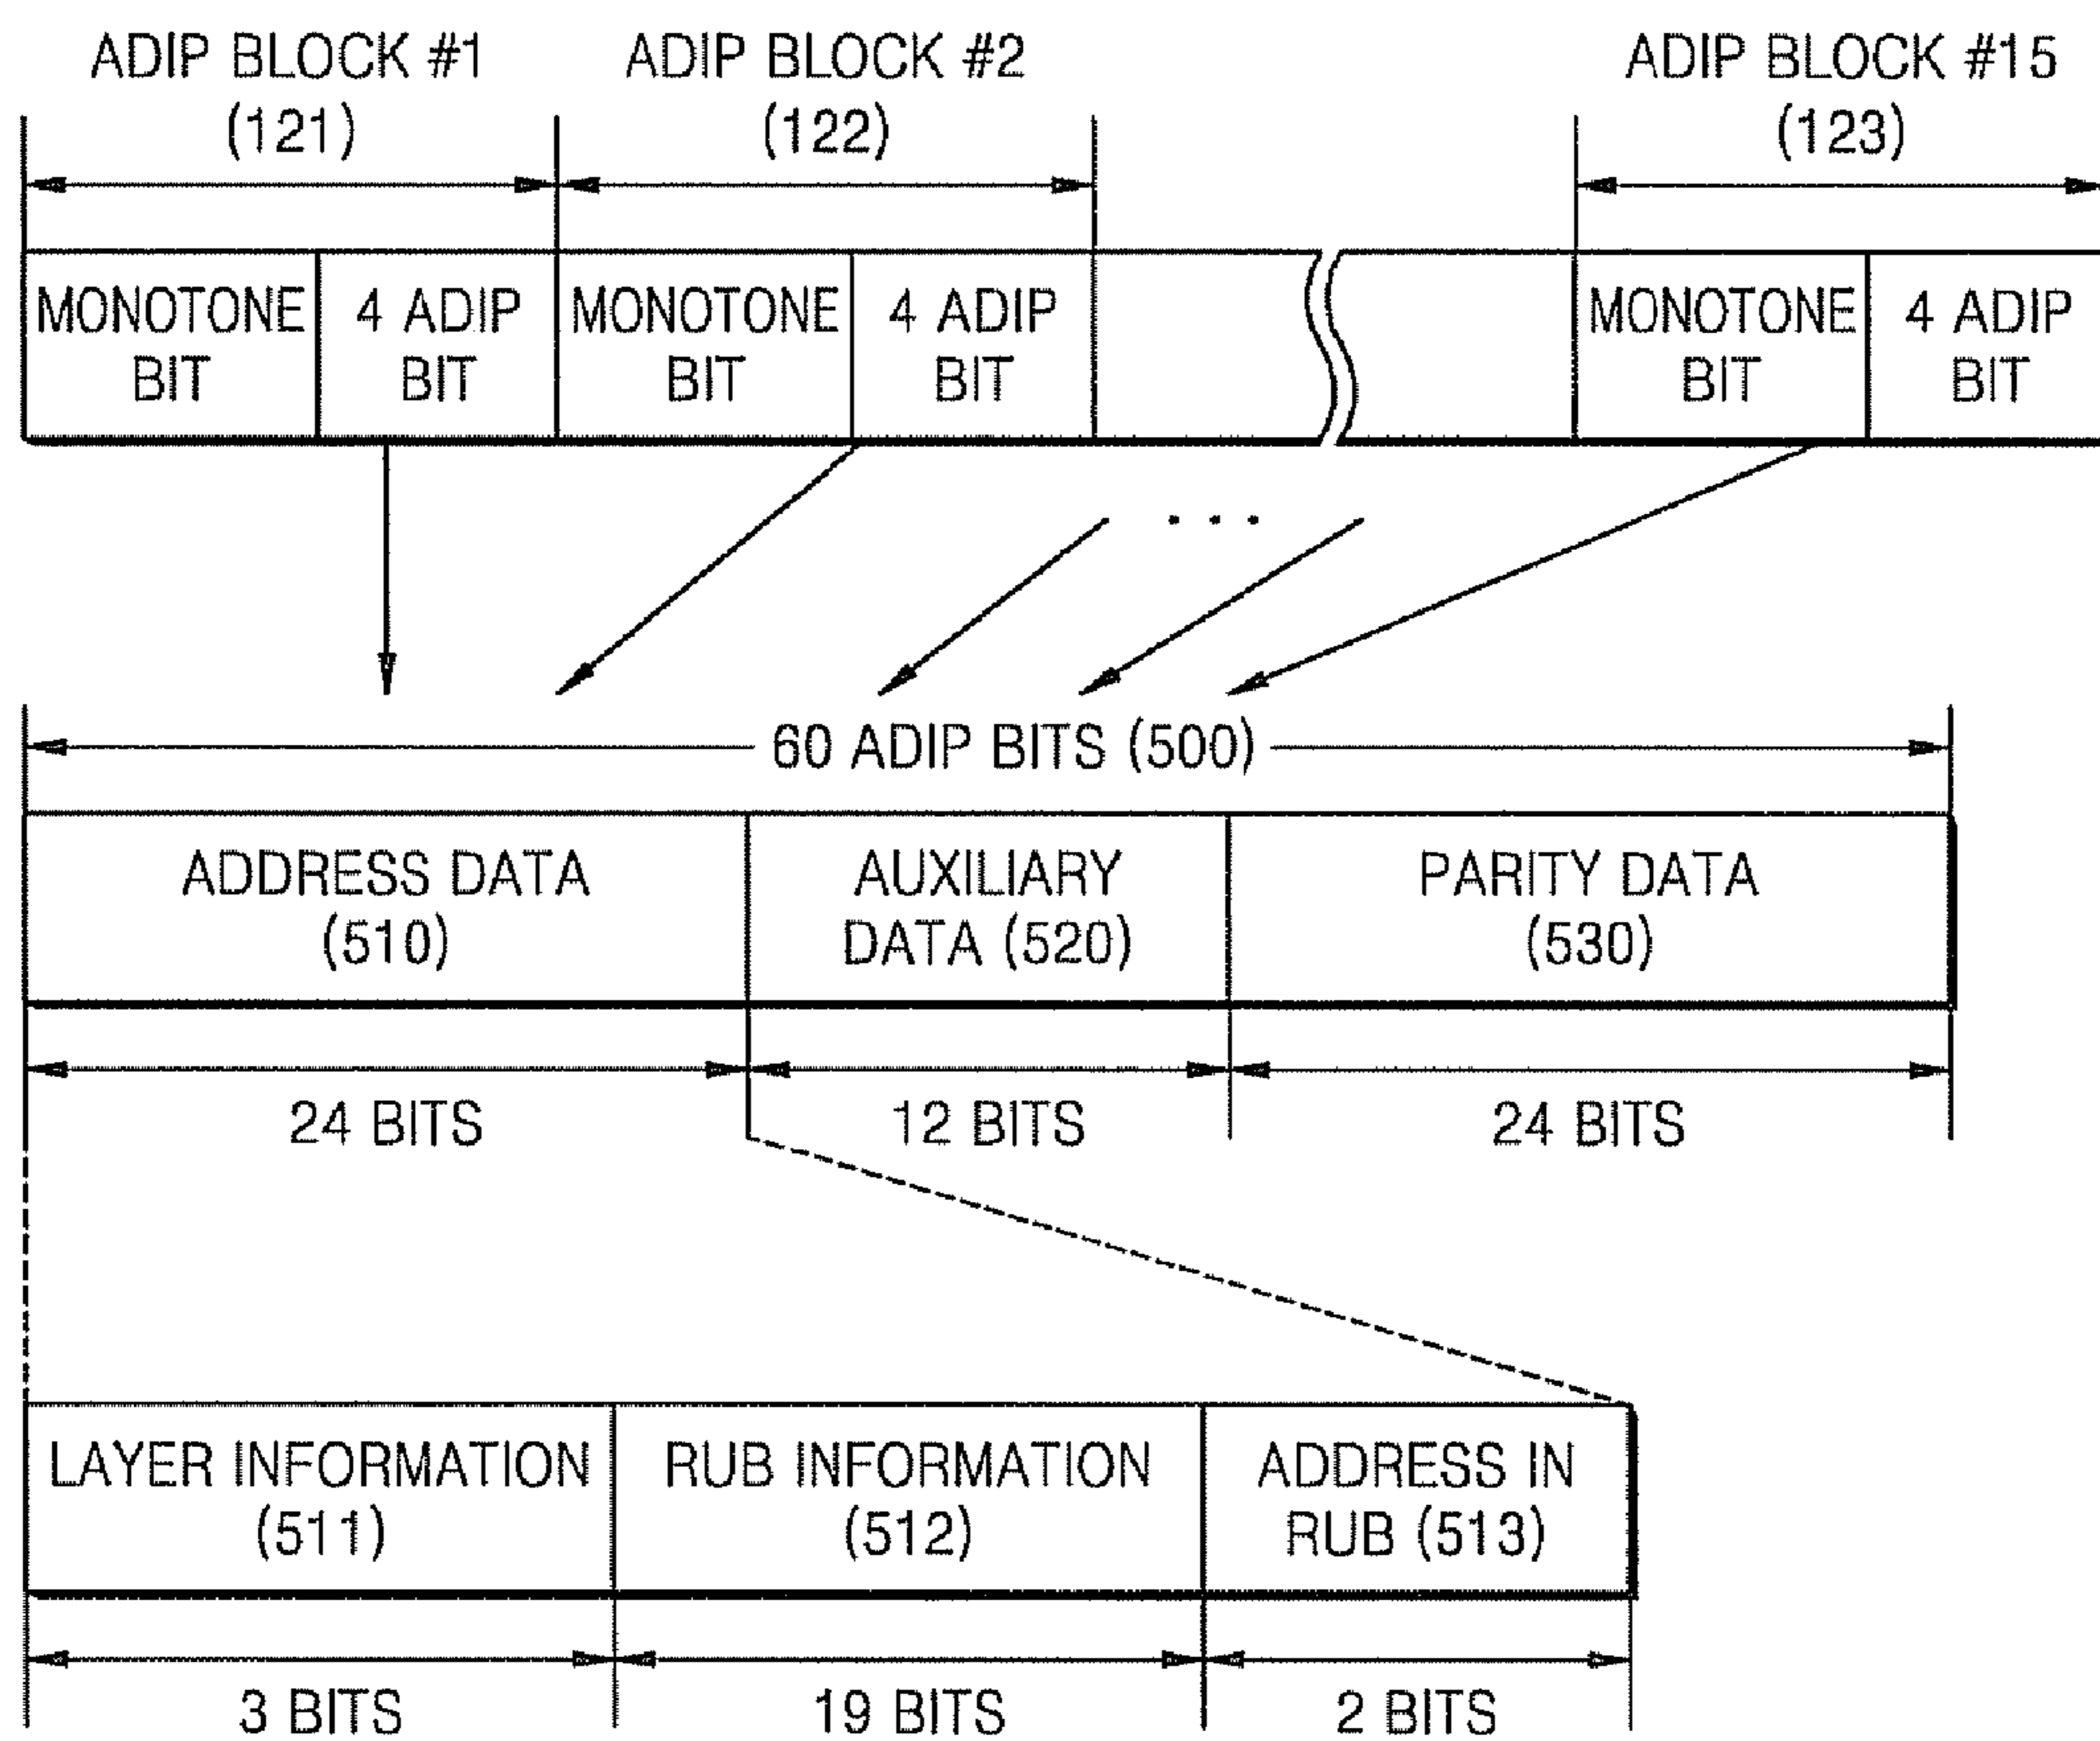 ADIP BLOCK #1
(121)
ADIP BLOCK #2
(122)
ADIP BLOCK #15
(123)
MONOTONE
BIT
4 ADIP
BIT
MONOTONE
BIT
4 ADIP
BIT
MONOTONE
BIT
4 ADIP
BIT
. . .
60 ADIP BITS (500)
ADDRESS DATA
(510)
AUXILIARY
DATA (520)
PARITY DATA
(530)
24 BITS
12 BITS
24 BITS
LAYER INFORMATION
(511)
RUB INFORMATION
(512)
ADDRESS IN
RUB (513)
3 BITS
19 BITS
2 BITS